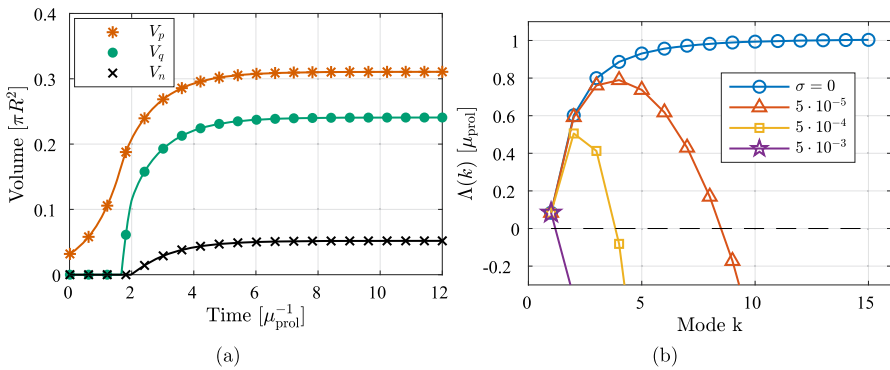 V_p
V_q
V_n
Volume [πR²]
0.4
0.3
0.2
0.1
0
0 2 4 6 8 10 12
Time [μ_prol⁻¹]
(a)
σ = 0
5·10⁻⁵
5·10⁻⁴
5·10⁻³
Λ(k) [μ_prol]
1
0.8
0.6
0.4
0.2
0
-0.2
0 5 10 15
Mode k
(b)